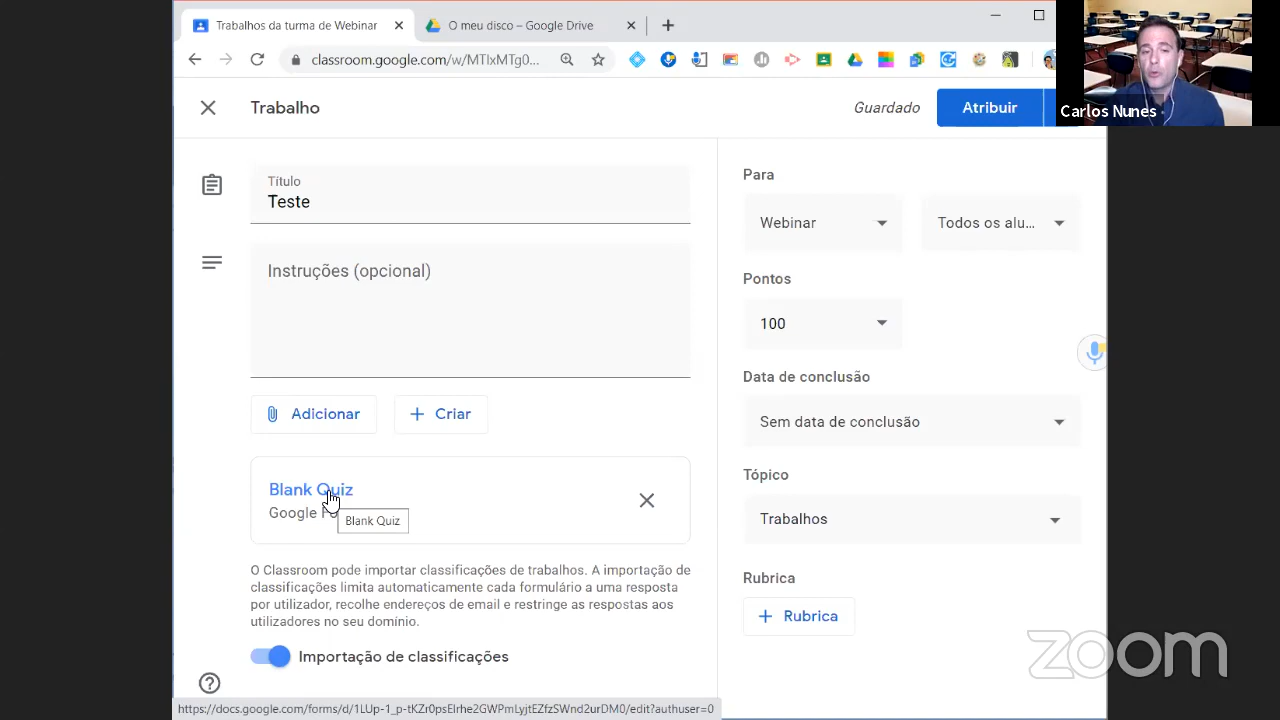 Trabalhos da turma de Webinar
O meu disco – Google Drive
classroom.google.com/w/MTIxMTg0...
Carlos Nunes
Trabalho
Guardado
Atribuir
Título
Teste
Instruções (opcional)
Adicionar
Criar
Blank Quiz
Google
Blank Quiz
O Classroom pode importar classificações de trabalhos. A importação de
classificações limita automaticamente cada formulário a uma resposta
por utilizador, recolhe endereços de email e restringe as respostas aos
utilizadores no seu domínio.
Importação de classificações
Para
Webinar
Todos os alu...
Pontos
100
Data de conclusão
Sem data de conclusão
Tópico
Trabalhos
Rubrica
Rubrica
zoom
https://docs.google.com/forms/d/1LUp-1_p-tKZr0psEIrhe2GWPmLyjtEZfzSWnd2urDM0/edit?authuser=0